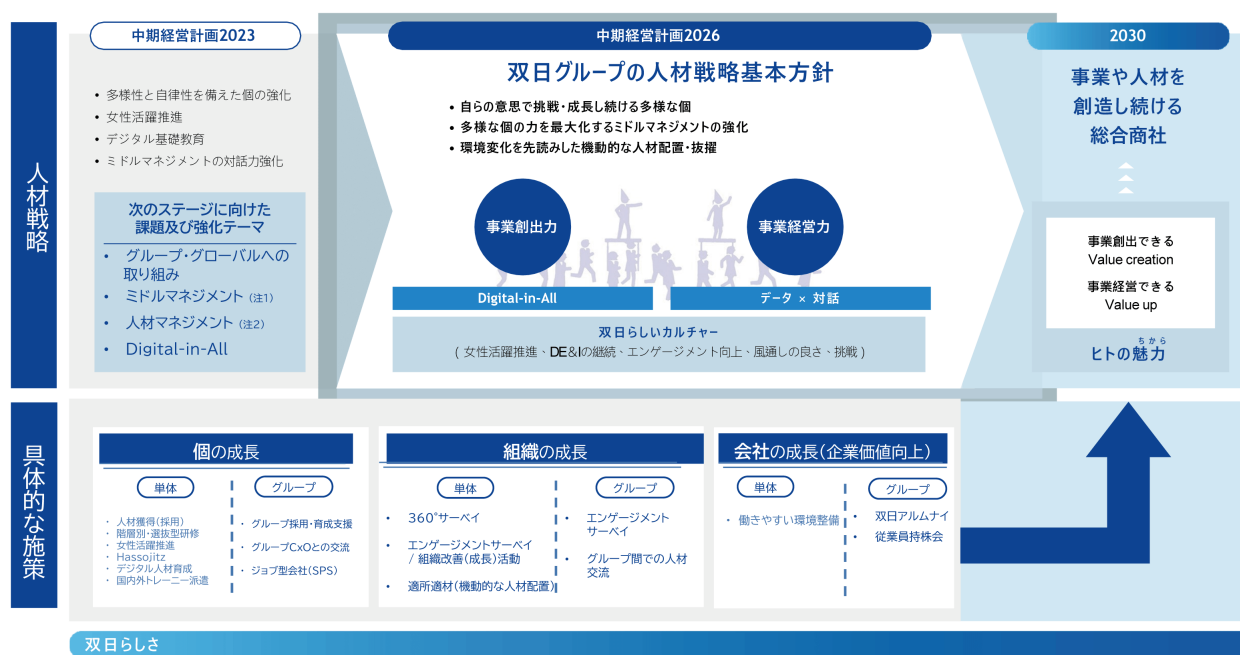 人材戦略
中期経営計画2023
• 多様性と自律性を備えた個の強化
• 女性活躍推進
• デジタル基礎教育
• ミドルマネジメントの対話力強化
次のステージに向けた
課題及び強化テーマ
• グループ・グローバルへの
取り組み
• ミドルマネジメント (注1)
• 人材マネジメント (注2)
• Digital-in-All
中期経営計画2026
双日グループの人材戦略基本方針
• 自らの意思で挑戦・成長し続ける多様な個
• 多様な個の力を最大化するミドルマネジメントの強化
• 環境変化を先読みした機動的な人材配置・抜擢
事業創出力
事業経営力
Digital-in-All
データ × 対話
双日らしいカルチャー
( 女性活躍推進、DE&Iの継続、エンゲージメント向上、風通しの良さ、挑戦 )
2030
事業や人材を
創造し続ける
総合商社
事業創出できる
Value creation
事業経営できる
Value up
ちから
ヒトの魅力
具体的な施策
個の成長
単体
・ 人材獲得(採用)
・ 階層別・選抜型研修
・ 女性活躍推進
・ Hassojitz
・ デジタル人材育成
・ 国内外トレーニー派遣
グループ
・ グループ採用・育成支援
・ グループCxOとの交流
・ ジョブ型会社(SPS)
組織の成長
単体
• 360°サーベイ
• エンゲージメントサーベイ
/ 組織改善(成長)活動
• 適所適材(機動的な人材配置)
グループ
• エンゲージメント
サーベイ
• グループ間での人材
交流
会社の成長(企業価値向上)
単体
・ 働きやすい環境整備
グループ
• 双日アルムナイ
• 従業員持株会
双日らしさ